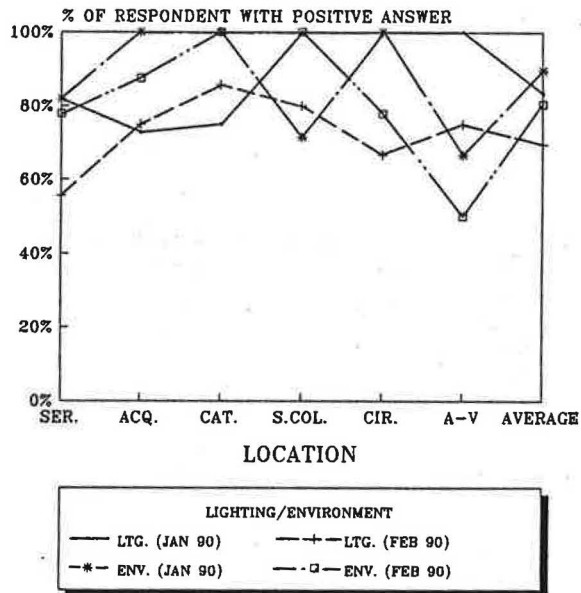 % OF RESPONDENT WITH POSITIVE ANSWER
100%
80%
60%
40%
20%
0%
SER. ACQ. CAT. S.COL. CIR. A-V AVERAGE
LOCATION
LIGHTING/ENVIRONMENT
LTG. (JAN 90) LTG. (FEB 90)
ENV. (JAN 90) ENV. (FEB 90)